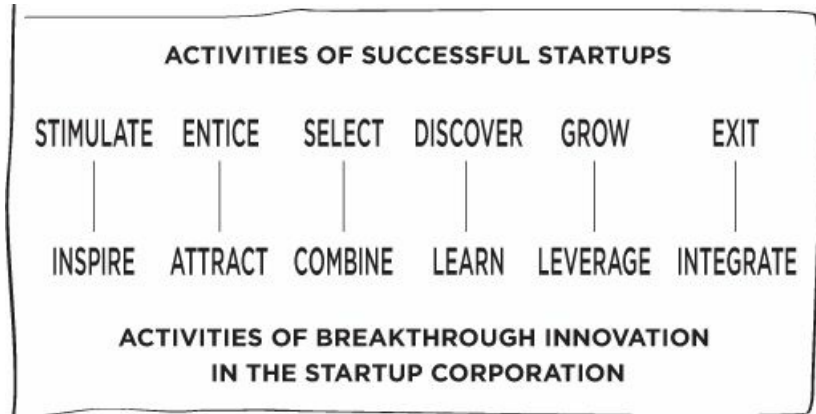 ACTIVITIES OF SUCCESSFUL STARTUPS
STIMULATE ENTICE SELECT DISCOVER GROW EXIT
INSPIRE ATTRACT COMBINE LEARN LEVERAGE INTEGRATE
ACTIVITIES OF BREAKTHROUGH INNOVATION
IN THE STARTUP CORPORATION